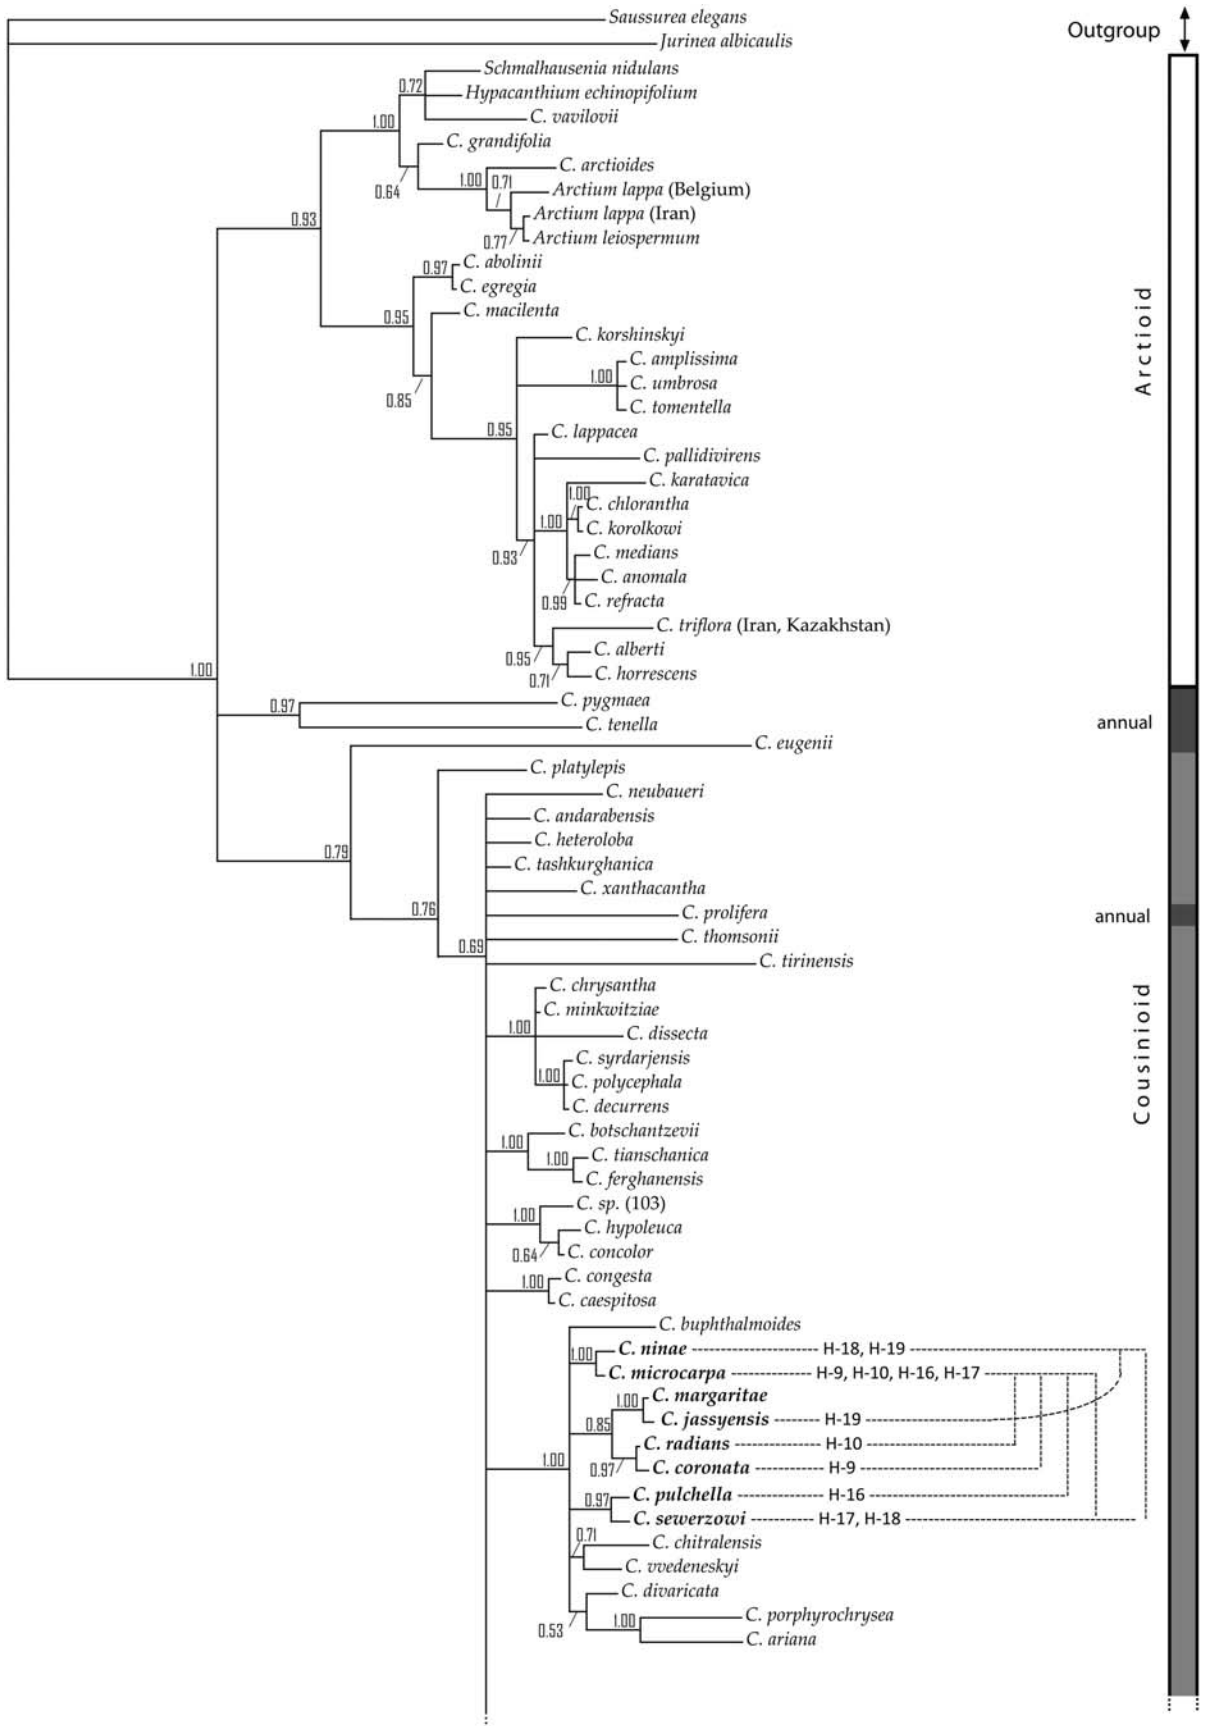 Saussurea elegans
Outgroup
Jurinea albicaulis
Schmalhausenia nidulans
0.72
Hypacanthium echinopifolium
C. vavilovii
1.00
C. grandifolia
C. arctioides
1.00 0.71
0.64
Arctium lappa (Belgium)
Arctium lappa (Iran)
0.93
0.77
Arctium leiospermum
C. abolinii
0.97
C. egregia
C. macilenta
0.95
C. korshinskyi
Arctioid
C. amplissima
1.00
C. umbrosa
0.85
C. tomentella
0.95
C. lappacea
C. pallidivirens
C. karatavica
1.00
C. chlorantha
1.00
C. korolkowi
C. medians
0.93
C. anomala
0.99
C. refracta
C. triflora (Iran, Kazakhstan)
C. alberti
0.95
1.00
C. horrescens
0.71
C. pygmaea
0.97
C. tenella
annual
C. eugenii
C. platylepis
C. neubaueri
C. andarabensis
C. heteroloba
0.79
C. tashkurghanica
C. xanthacantha
0.76
C. prolifera
annual
C. thomsonii
0.69
C. tirinensis
C. chrysantha
C. minkwitziae
1.00
C. dissecta
Cousinioid
C. syrdarjensis
1.00
C. polycephala
C. decurrens
C. botschantzevii
1.00
C. tianschanica
1.00
C. ferghanensis
C. sp. (103)
1.00
C. hypoleuca
0.64
C. concolor
C. congesta
1.00
C. caespitosa
C. buphthalmoides
C. ninae H-18, H-19
1.00
C. microcarpa H-9, H-10, H-16, H-17
C. margaritae
1.00
C. jassyensis H-19
0.85
C. radians H-10
1.00
0.97
C. coronata H-9
C. pulchella H-16
0.97
C. sewerzowi H-17, H-18
0.71
C. chitralensis
C. vvedeneskyi
C. divaricata
C. porphyrochrysea
0.53
1.00
C. ariana